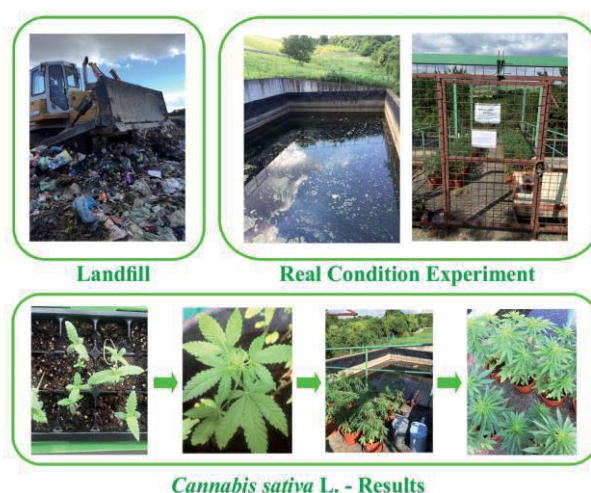 Landfill
Real Condition Experiment
Cannabis sativa L. - Results